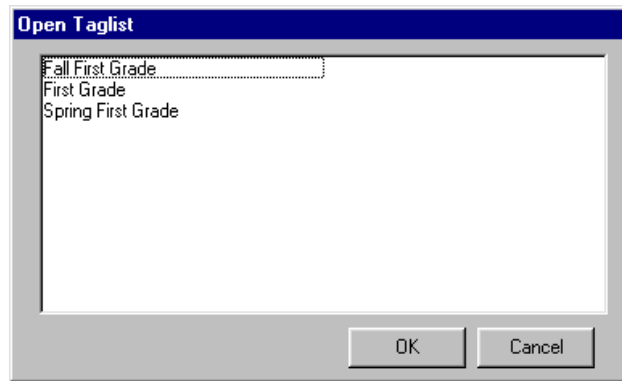 Open Taglist
Fall First Grade
First Grade
Spring First Grade
OK Cancel